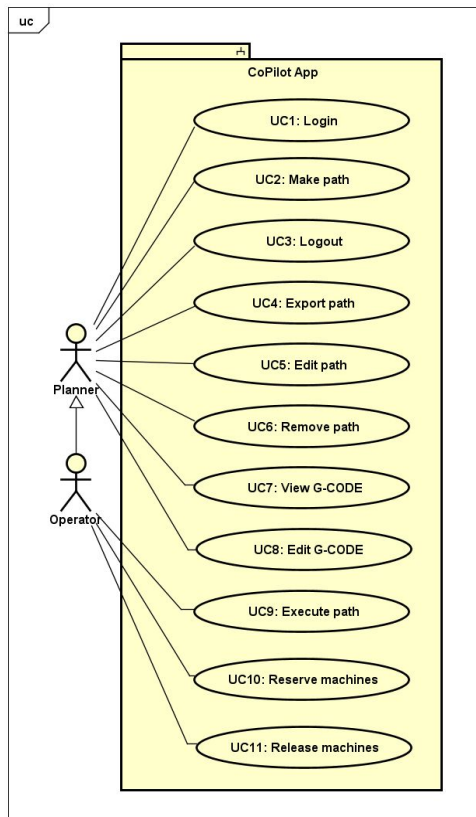 uc
CoPilot App
UC1: Login
UC2: Make path
UC3: Logout
UC4: Export path
UC5: Edit path
Planner
UC6: Remove path
UC7: View G-CODE
Operator
UC8: Edit G-CODE
UC9: Execute path
UC10: Reserve machines
UC11: Release machines